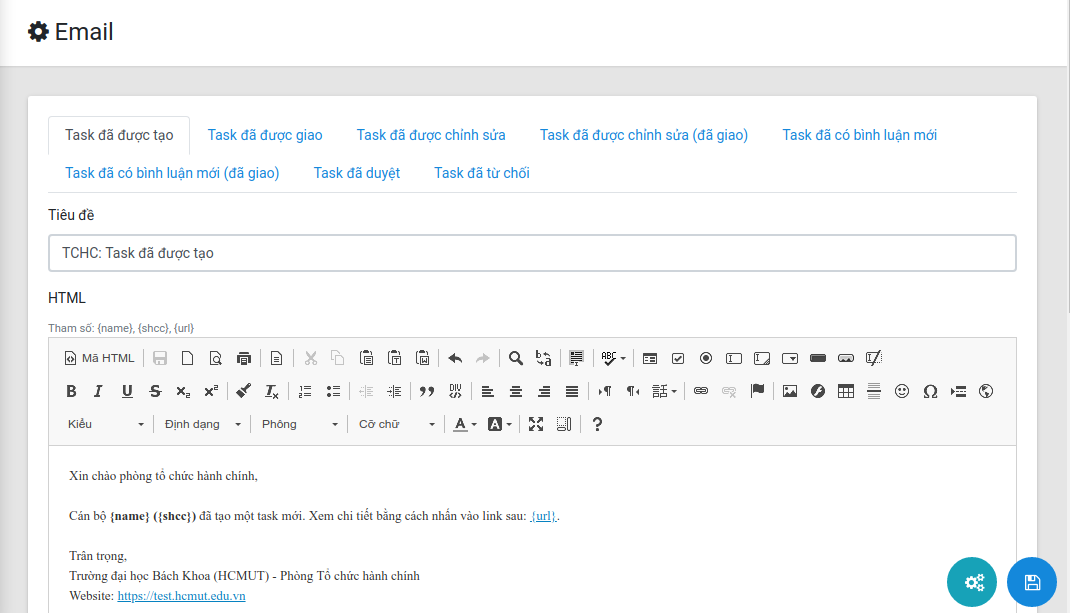 Email
Task đã được tạo Task đã được giao Task đã được chỉnh sửa Task đã được chỉnh sửa (đã giao) Task đã có bình luận mới
Task đã có bình luận mới (đã giao) Task đã duyệt Task đã từ chối
Tiêu đề
TCHC: Task đã được tạo
HTML
Tham số: {name}, {shcc}, {url}
Mã HTML
Kiểu Định dạng Phông Cỡ chữ
Xin chào phòng tổ chức hành chính,
Cán bộ {name} ({shcc}) đã tạo một task mới. Xem chi tiết bằng cách nhấn vào link sau: {url}.
Trân trọng,
Trường đại học Bách Khoa (HCMUT) - Phòng Tổ chức hành chính
Website: https://test.hcmut.edu.vn